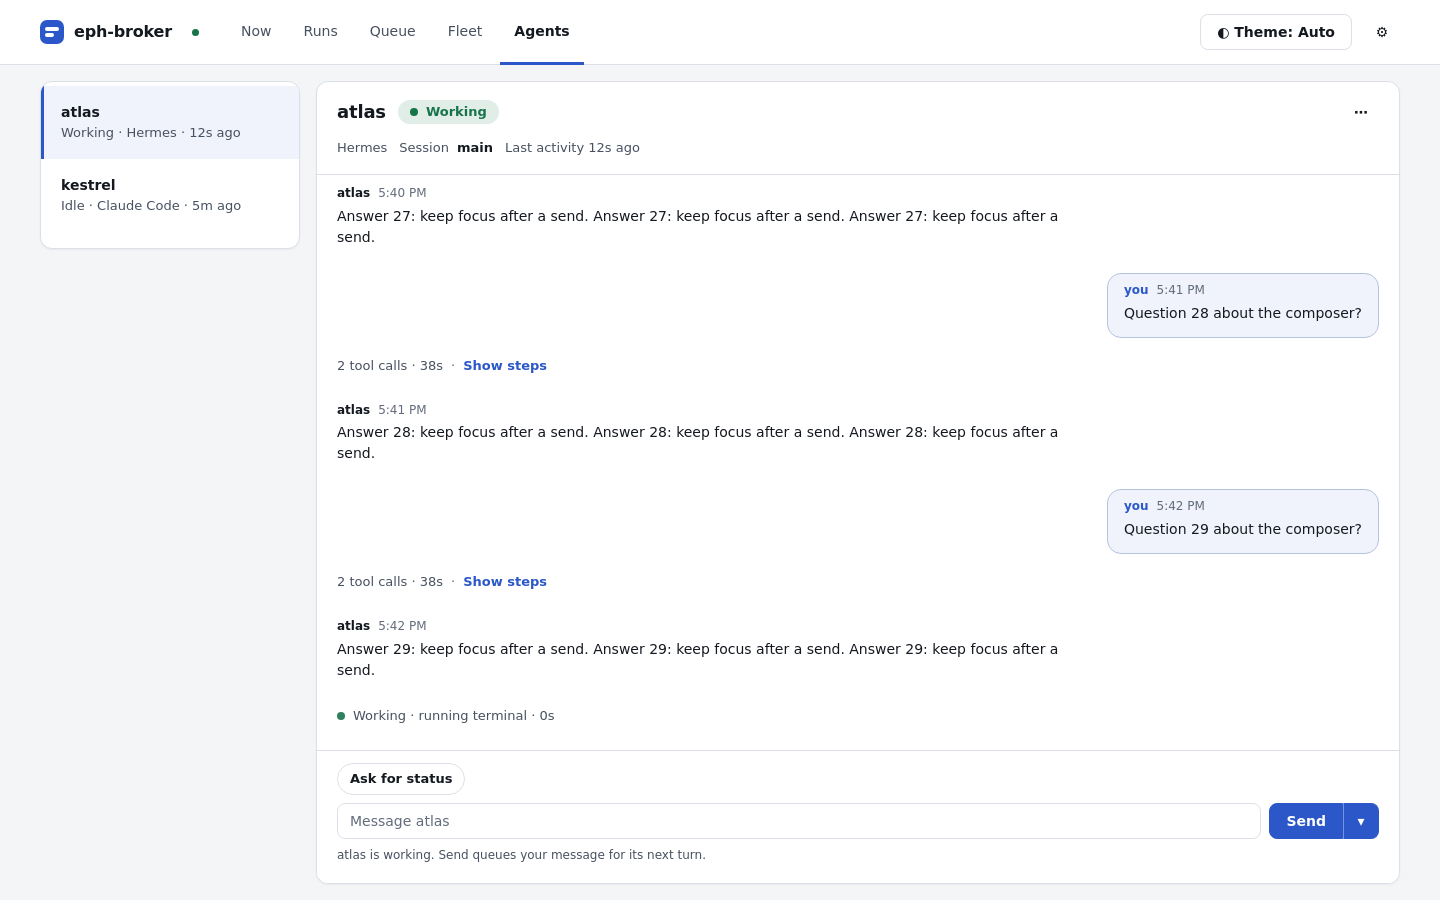 eph-broker
Now
Runs
Queue
Fleet
Agents
Theme: Auto
atlas
Working · Hermes · 12s ago
kestrel
Idle · Claude Code · 5m ago
atlas
Working
Hermes Session main Last activity 12s ago
atlas 5:40 PM
Answer 27: keep focus after a send. Answer 27: keep focus after a send. Answer 27: keep focus after a
send.
you 5:41 PM
Question 28 about the composer?
2 tool calls · 38s · Show steps
atlas 5:41 PM
Answer 28: keep focus after a send. Answer 28: keep focus after a send. Answer 28: keep focus after a
send.
you 5:42 PM
Question 29 about the composer?
2 tool calls · 38s · Show steps
atlas 5:42 PM
Answer 29: keep focus after a send. Answer 29: keep focus after a send. Answer 29: keep focus after a
send.
Working · running terminal · 0s
Ask for status
Message atlas
Send
atlas is working. Send queues your message for its next turn.